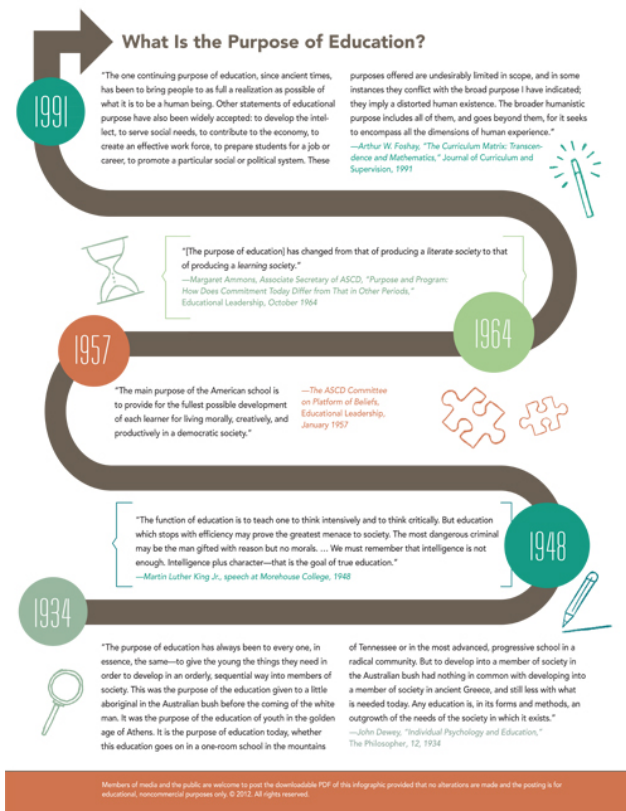 What Is the Purpose of Education?
1991
"The one continuing purpose of education, since ancient times,
has been to bring people to as full a realization as possible of
what it is to be a human being. Other statements of educational
purpose have also been widely accepted: to develop the intel-
lect, to serve social needs, to contribute to the economy, to
create an effective work force, to prepare students for a job or
career, to promote a particular social or political system. These
purposes offered are undesirably limited in scope, and in some
instances they conflict with the broad purpose I have indicated;
they imply a distorted human existence. The broader humanistic
purpose includes all of them, and goes beyond them, for it seeks
to encompass all the dimensions of human experience."
—Arthur W. Foshay, "The Curriculum Matrix: Transcen-
dence and Mathematics," Journal of Curriculum and
Supervision, 1991
"[The purpose of education] has changed from that of producing a literate society to that
of producing a learning society."
—Margaret Ammons, Associate Secretary of ASCD, "Purpose and Program:
How Does Commitment Today Differ from That in Other Periods,"
Educational Leadership, October 1964
1964
1957
"The main purpose of the American school is
to provide for the fullest possible development
of each learner for living morally, creatively, and
productively in a democratic society."
—The ASCD Committee
on Platform of Beliefs,
Educational Leadership,
January 1957
"The function of education is to teach one to think intensively and to think critically. But education
which stops with efficiency may prove the greatest menace to society. The most dangerous criminal
may be the man gifted with reason but no morals. … We must remember that intelligence is not
enough. Intelligence plus character—that is the goal of true education."
—Martin Luther King Jr., speech at Morehouse College, 1948
1948
1934
"The purpose of education has always been to every one, in
essence, the same—to give the young the things they need in
order to develop in an orderly, sequential way into members of
society. This was the purpose of the education given to a little
aboriginal in the Australian bush before the coming of the white
man. It was the purpose of the education of youth in the golden
age of Athens. It is the purpose of education today, whether
this education goes on in a one-room school in the mountains
of Tennessee or in the most advanced, progressive school in a
radical community. But to develop into a member of society in
the Australian bush had nothing in common with developing into
a member of society in ancient Greece, and still less with what
is needed today. Any education is, in its forms and methods, an
outgrowth of the needs of the society in which it exists."
—John Dewey, "Individual Psychology and Education,"
The Philosopher, 12, 1934
Members of media and the public are welcome to post the downloadable PDF of this infographic provided that no alterations are made and the posting is for
educational, noncommercial purposes only. © 2012. All rights reserved.